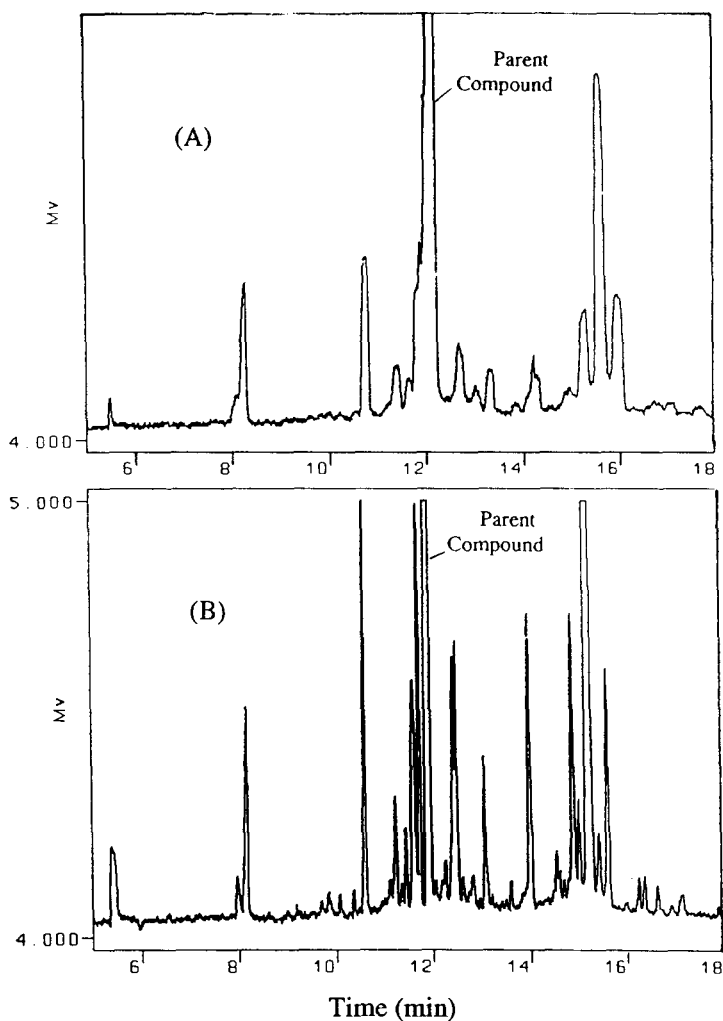 Parent
Compound
(A)
Mv
4.000
6 8 10 12 14 16 18
5.000
Parent
Compound
(B)
Mv
4.000
6 8 10 12 14 16 18
Time (min)